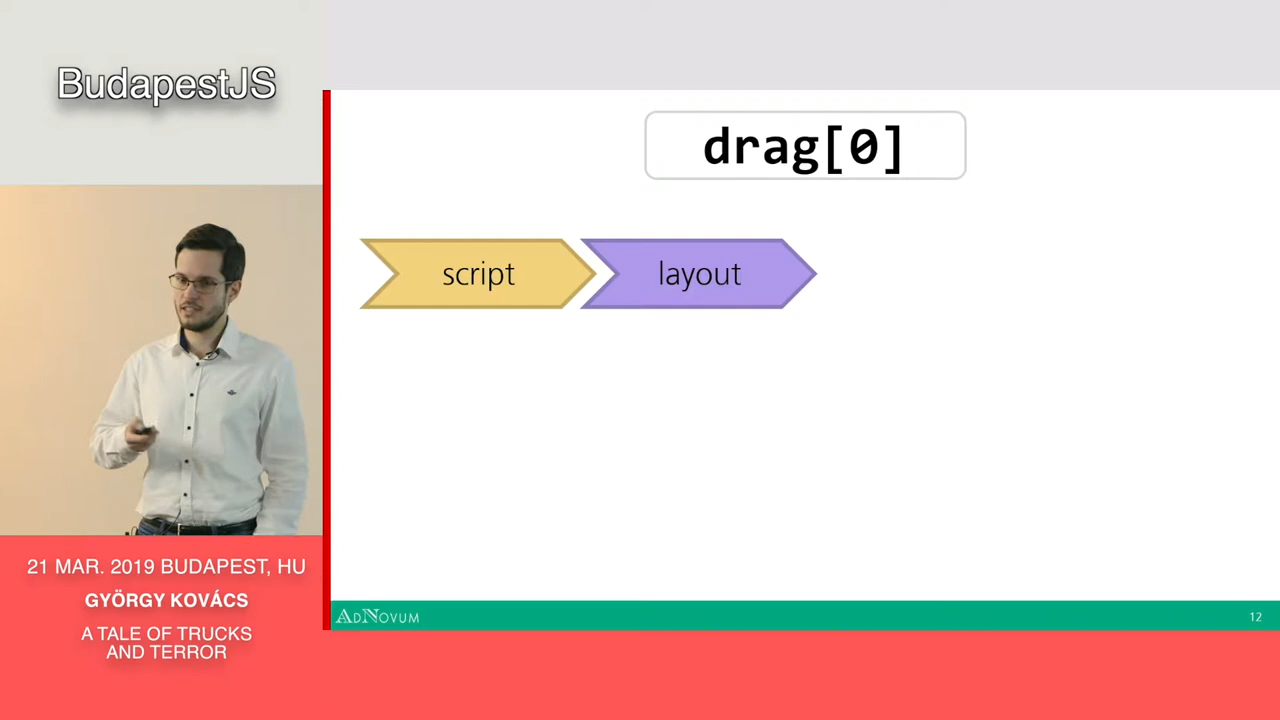 BudapestJS
drag[0]
script
layout
21 MAR. 2019 BUDAPEST, HU
GYÖRGY KOVÁCS
A TALE OF TRUCKS
AND TERROR
ADNOVUM
12